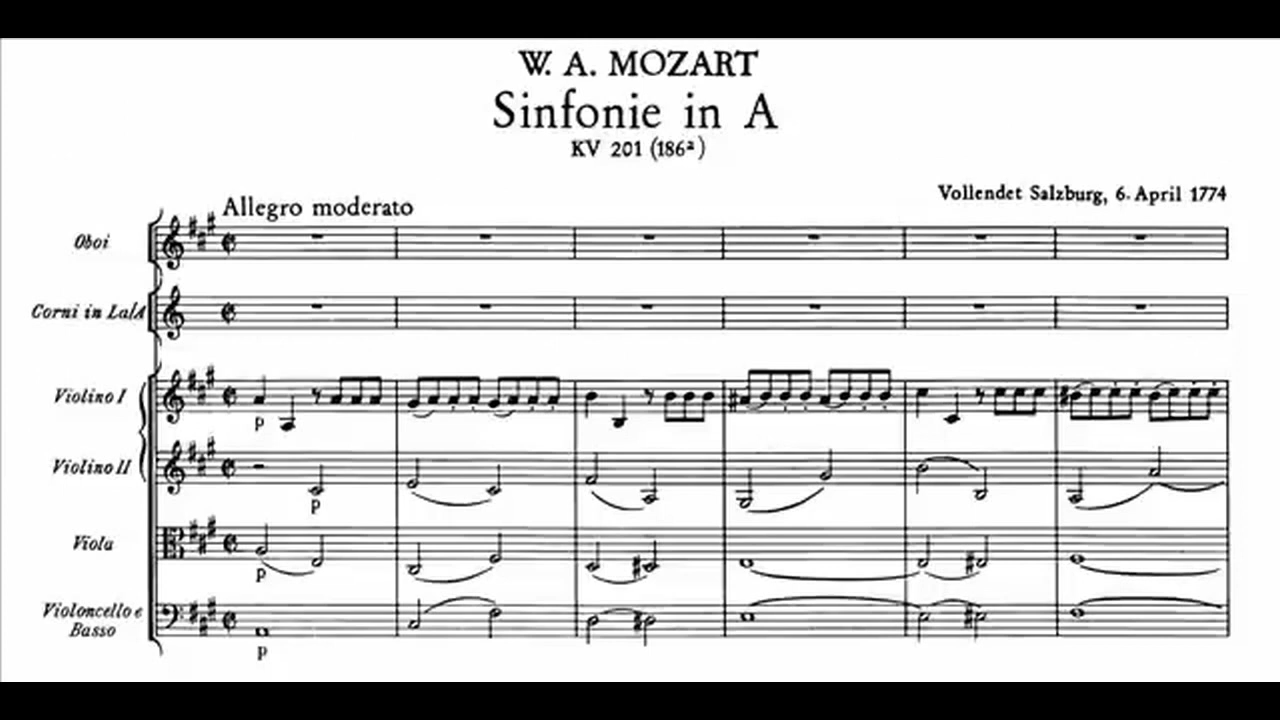 W. A. MOZART
Sinfonie in A
KV 201 (186ª)
Vollendet Salzburg, 6. April 1774
Allegro moderato
Oboi
Corni in La/A
Violino I
p
Violino II
p
Viola
p
Violoncello e
Basso
p